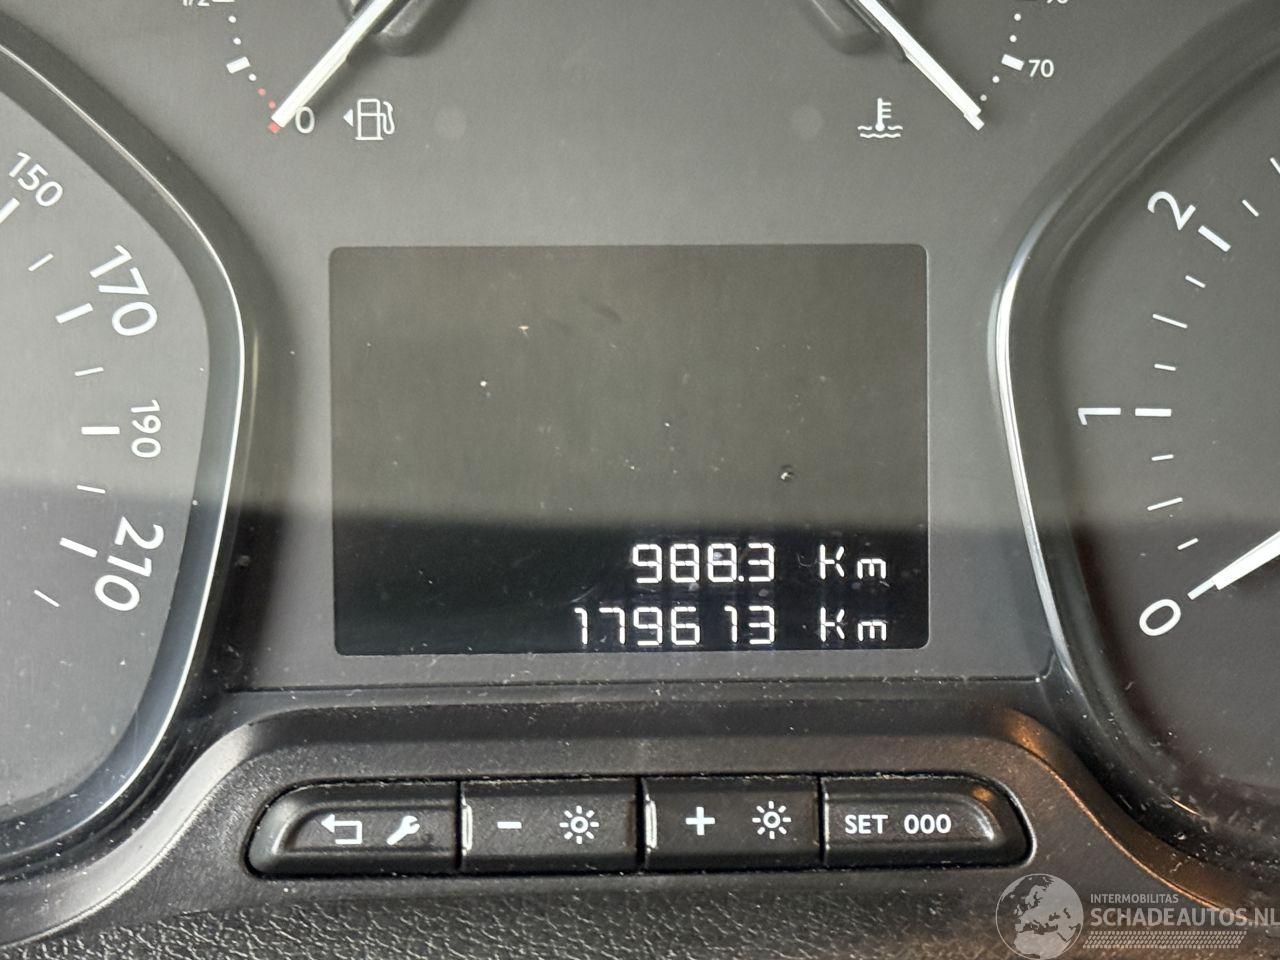 1/2
0
70
150
170
190
210
2
1
0
988.3 Km
179613 Km
SET 000
INTERMOBILITAS
SCHADEAUTOS.NL